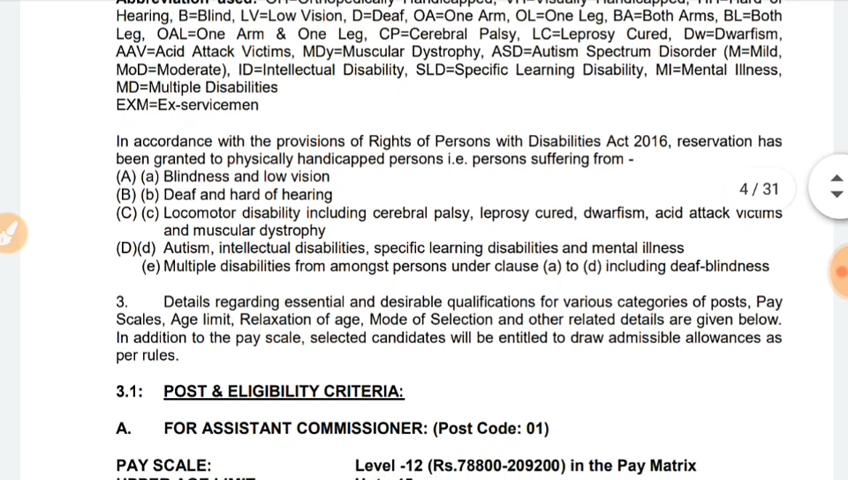 Hearing, B=Blind, LV=Low Vision, D=Deaf, OA=One Arm, OL=One Leg, BA=Both Arms, BL=Both
Leg, OAL=One Arm & One Leg, CP=Cerebral Palsy, LC=Leprosy Cured, Dw=Dwarfism,
AAV=Acid Attack Victims, MDy=Muscular Dystrophy, ASD=Autism Spectrum Disorder (M=Mild,
MoD=Moderate), ID=Intellectual Disability, SLD=Specific Learning Disability, MI=Mental Illness,
MD=Multiple Disabilities
EXM=Ex-servicemen
In accordance with the provisions of Rights of Persons with Disabilities Act 2016, reservation has
been granted to physically handicapped persons i.e. persons suffering from -
(A) (a) Blindness and low vision
(B) (b) Deaf and hard of hearing
4 / 31
(C) (c) Locomotor disability including cerebral palsy, leprosy cured, dwarfism, acid attack victims
and muscular dystrophy
(D)(d) Autism, intellectual disabilities, specific learning disabilities and mental illness
(e) Multiple disabilities from amongst persons under clause (a) to (d) including deaf-blindness
3. Details regarding essential and desirable qualifications for various categories of posts, Pay
Scales, Age limit, Relaxation of age, Mode of Selection and other related details are given below.
In addition to the pay scale, selected candidates will be entitled to draw admissible allowances as
per rules.
3.1: POST & ELIGIBILITY CRITERIA:
A. FOR ASSISTANT COMMISSIONER: (Post Code: 01)
PAY SCALE: Level -12 (Rs.78800-209200) in the Pay Matrix